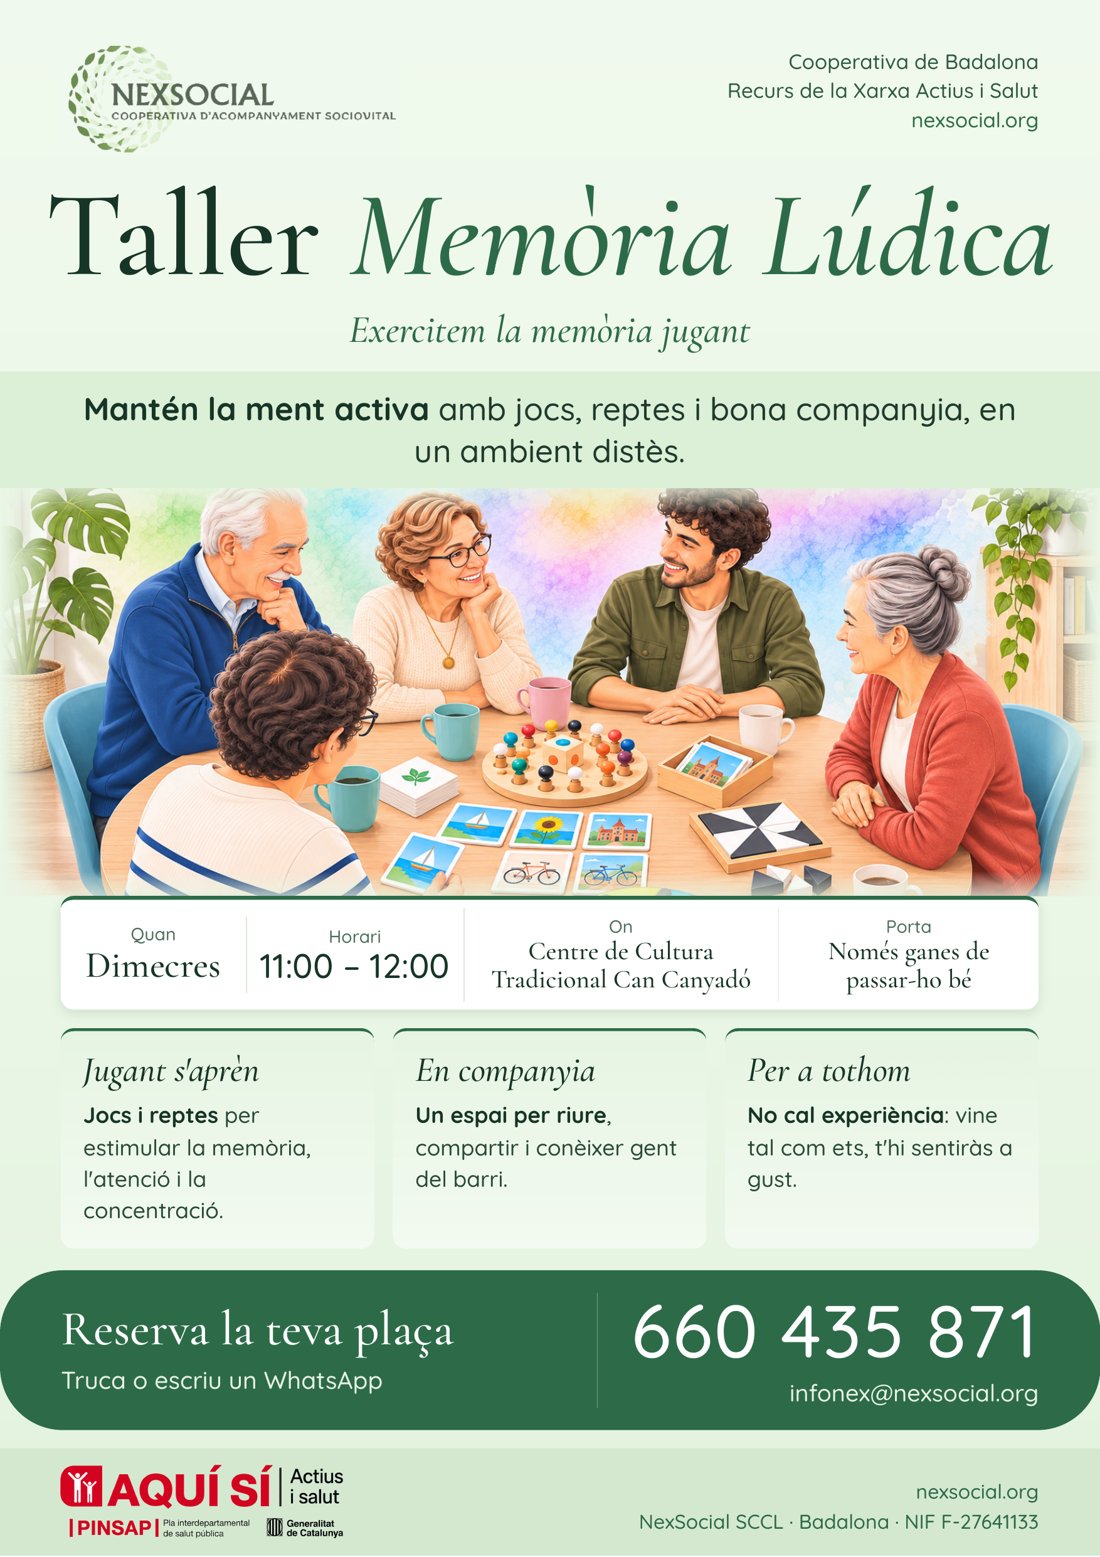 NEXSOCIAL
COOPERATIVA D'ACOMPANYAMENT SOCIOVITAL
Cooperativa de Badalona
Recurs de la Xarxa Actius i Salut
nexsocial.org
Taller Memòria Lúdica
Exercitem la memòria jugant
Mantén la ment activa amb jocs, reptes i bona companyia, en
un ambient distès.
Quan
Dimecres
Horari
11:00 – 12:00
On
Centre de Cultura
Tradicional Can Canyadó
Porta
Només ganes de
passar-ho bé
Jugant s'aprèn
Jocs i reptes per
estimular la memòria,
l'atenció i la
concentració.
En companyia
Un espai per riure,
compartir i conèixer gent
del barri.
Per a tothom
No cal experiència: vine
tal com ets, t'hi sentiràs a
gust.
Reserva la teva plaça
Truca o escriu un WhatsApp
660 435 871
infonex@nexsocial.org
AQUÍ SÍ
Actius
i salut
PINSAP
Pla interdepartamental
de salut pública
Generalitat
de Catalunya
nexsocial.org
NexSocial SCCL · Badalona · NIF F-27641133